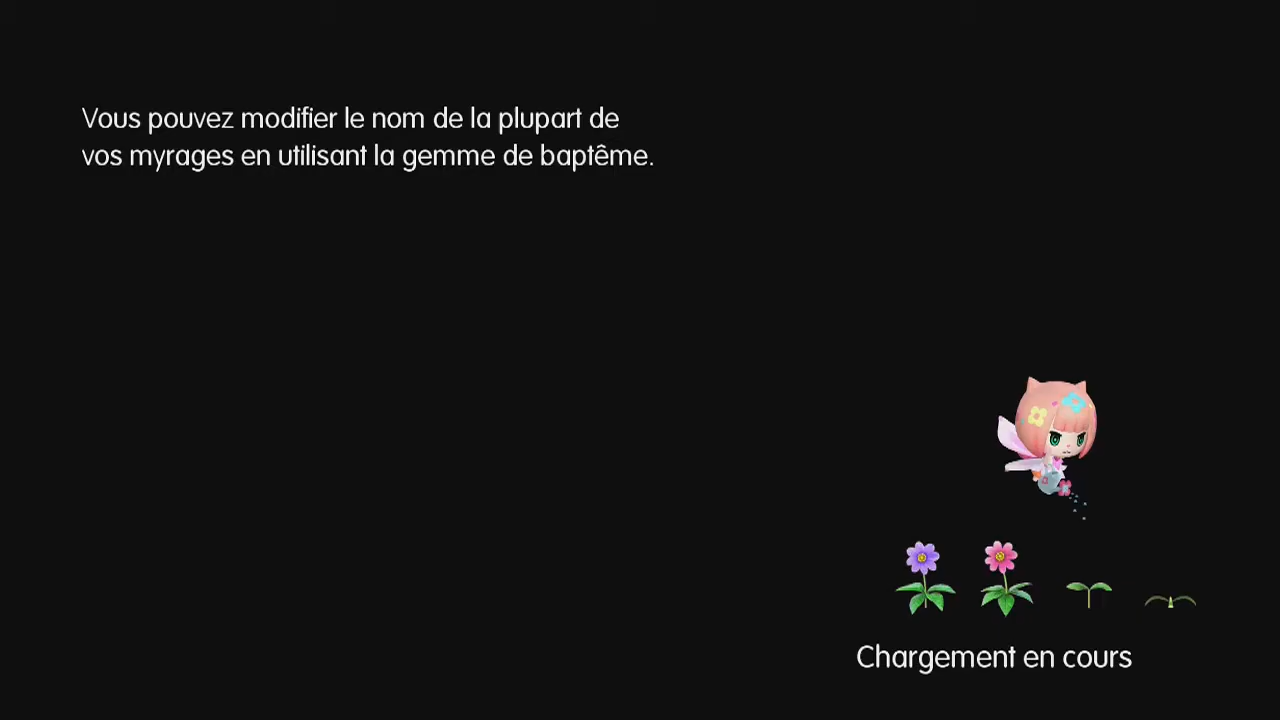 Vous pouvez modifier le nom de la plupart de
vos myrages en utilisant la gemme de baptême.
Chargement en cours